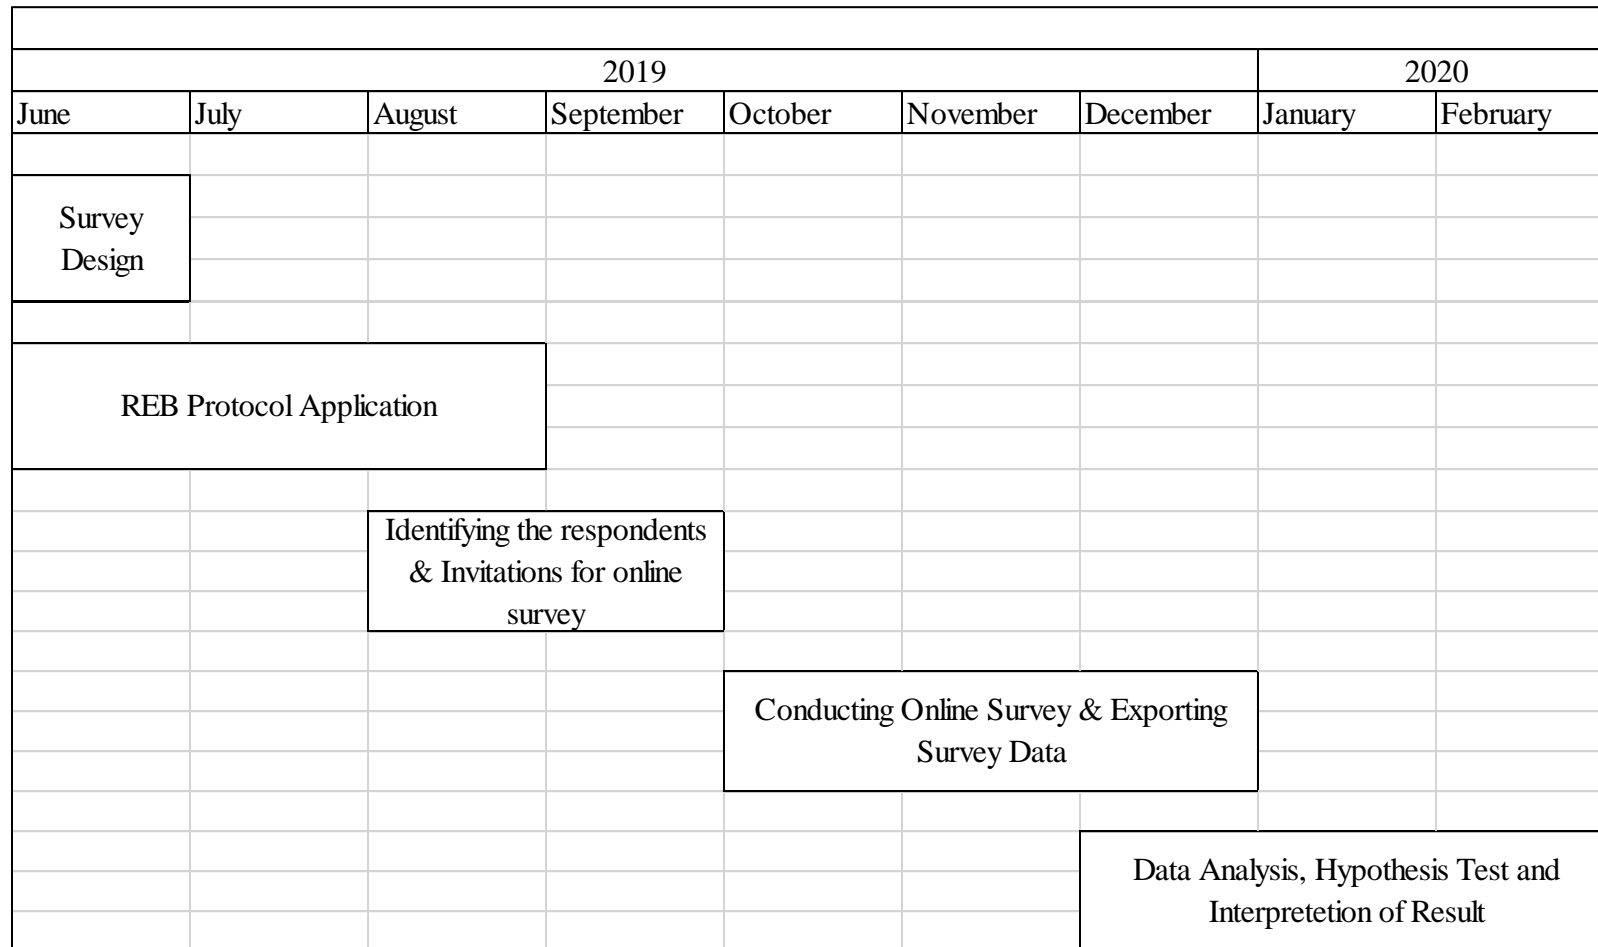 2019 2020
June July August September October November December January February
Survey
Design
REB Protocol Application
Identifying the respondents
& Invitations for online
survey
Conducting Online Survey & Exporting
Survey Data
Data Analysis, Hypothesis Test and
Interpretetion of Result